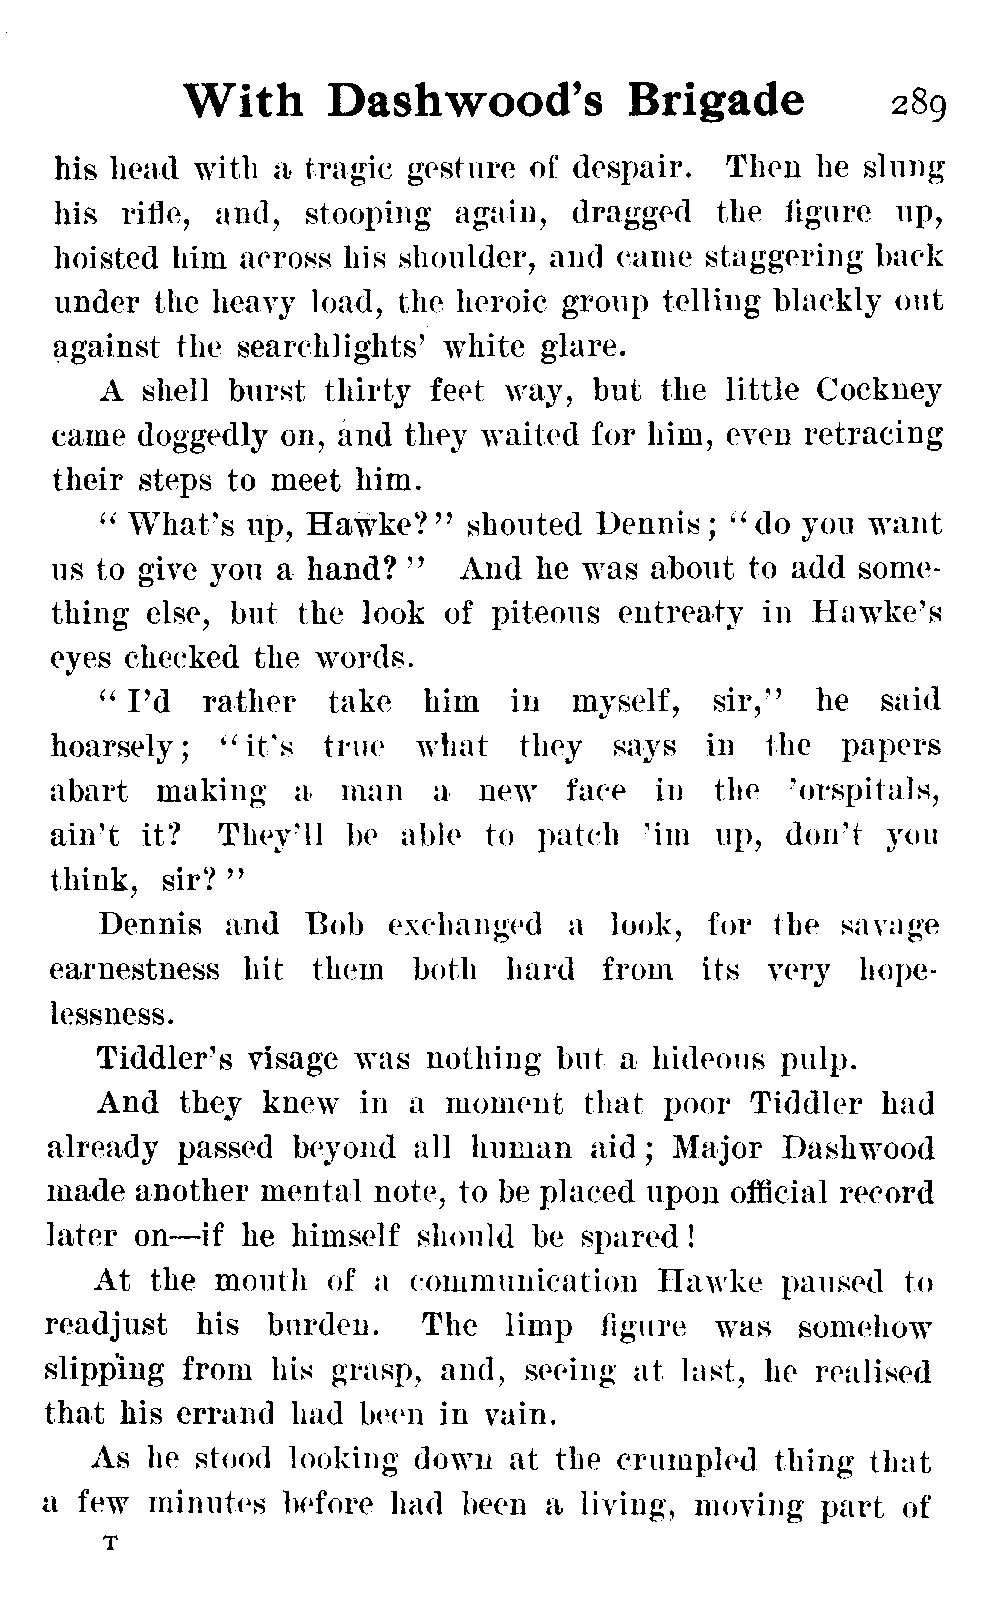 With Dashwood's Brigade 289
his head with a tragic gesture of despair. Then he slung
his rifle, and, stooping again, dragged the figure up,
hoisted him across his shoulder, and came staggering back
under the heavy load, the heroic group telling blackly out
against the searchlights' white glare.
A shell burst thirty feet way, but the little Cockney
came doggedly on, and they waited for him, even retracing
their steps to meet him.
"What's up, Hawke?" shouted Dennis; "do you want
us to give you a hand?" And he was about to add some-
thing else, but the look of piteous entreaty in Hawke's
eyes checked the words.
"I'd rather take him in myself, sir," he said
hoarsely; "it's true what they says in the papers
abart making a man a new face in the 'orspitals,
ain't it? They'll be able to patch 'im up, don't you
think, sir?"
Dennis and Bob exchanged a look, for the savage
earnestness hit them both hard from its very hope-
lessness.
Tiddler's visage was nothing but a hideous pulp.
And they knew in a moment that poor Tiddler had
already passed beyond all human aid; Major Dashwood
made another mental note, to be placed upon official record
later on—if he himself should be spared!
At the mouth of a communication Hawke paused to
readjust his burden. The limp figure was somehow
slipping from his grasp, and, seeing at last, he realised
that his errand had been in vain.
As he stood looking down at the crumpled thing that
a few minutes before had been a living, moving part of
T